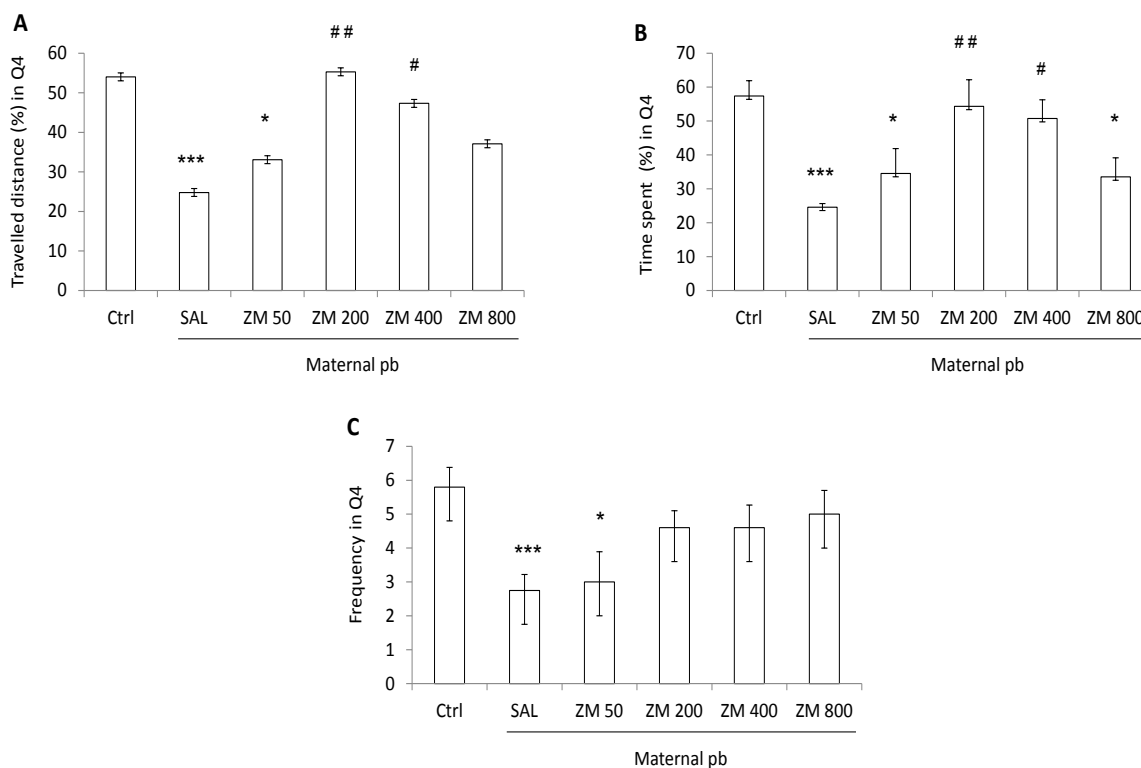 A
Travelled distance (%) in Q4
60
50
40
30
20
10
0
***
*
# #
#
Ctrl SAL ZM 50 ZM 200 ZM 400 ZM 800
Maternal pb
B
Time spent (%) in Q4
70
60
50
40
30
20
10
0
***
*
# #
#
*
Ctrl SAL ZM 50 ZM 200 ZM 400 ZM 800
Maternal pb
C
Frequency in Q4
7
6
5
4
3
2
1
0
***
*
Ctrl SAL ZM 50 ZM 200 ZM 400 ZM 800
Maternal pb